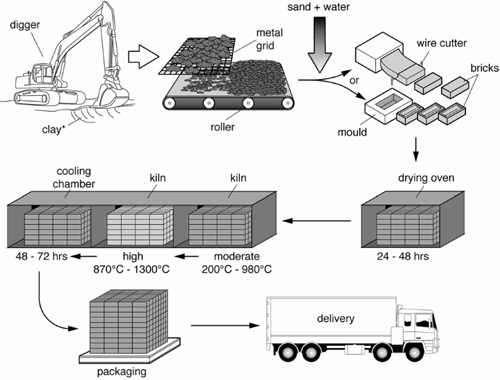 digger
clay*
metal
grid
roller
sand + water
or
or
wire cutter
bricks
mould
drying oven
24 - 48 hrs
kiln
moderate
200°C - 980°C
kiln
high
870°C - 1300°C
cooling
chamber
48 - 72 hrs
packaging
delivery